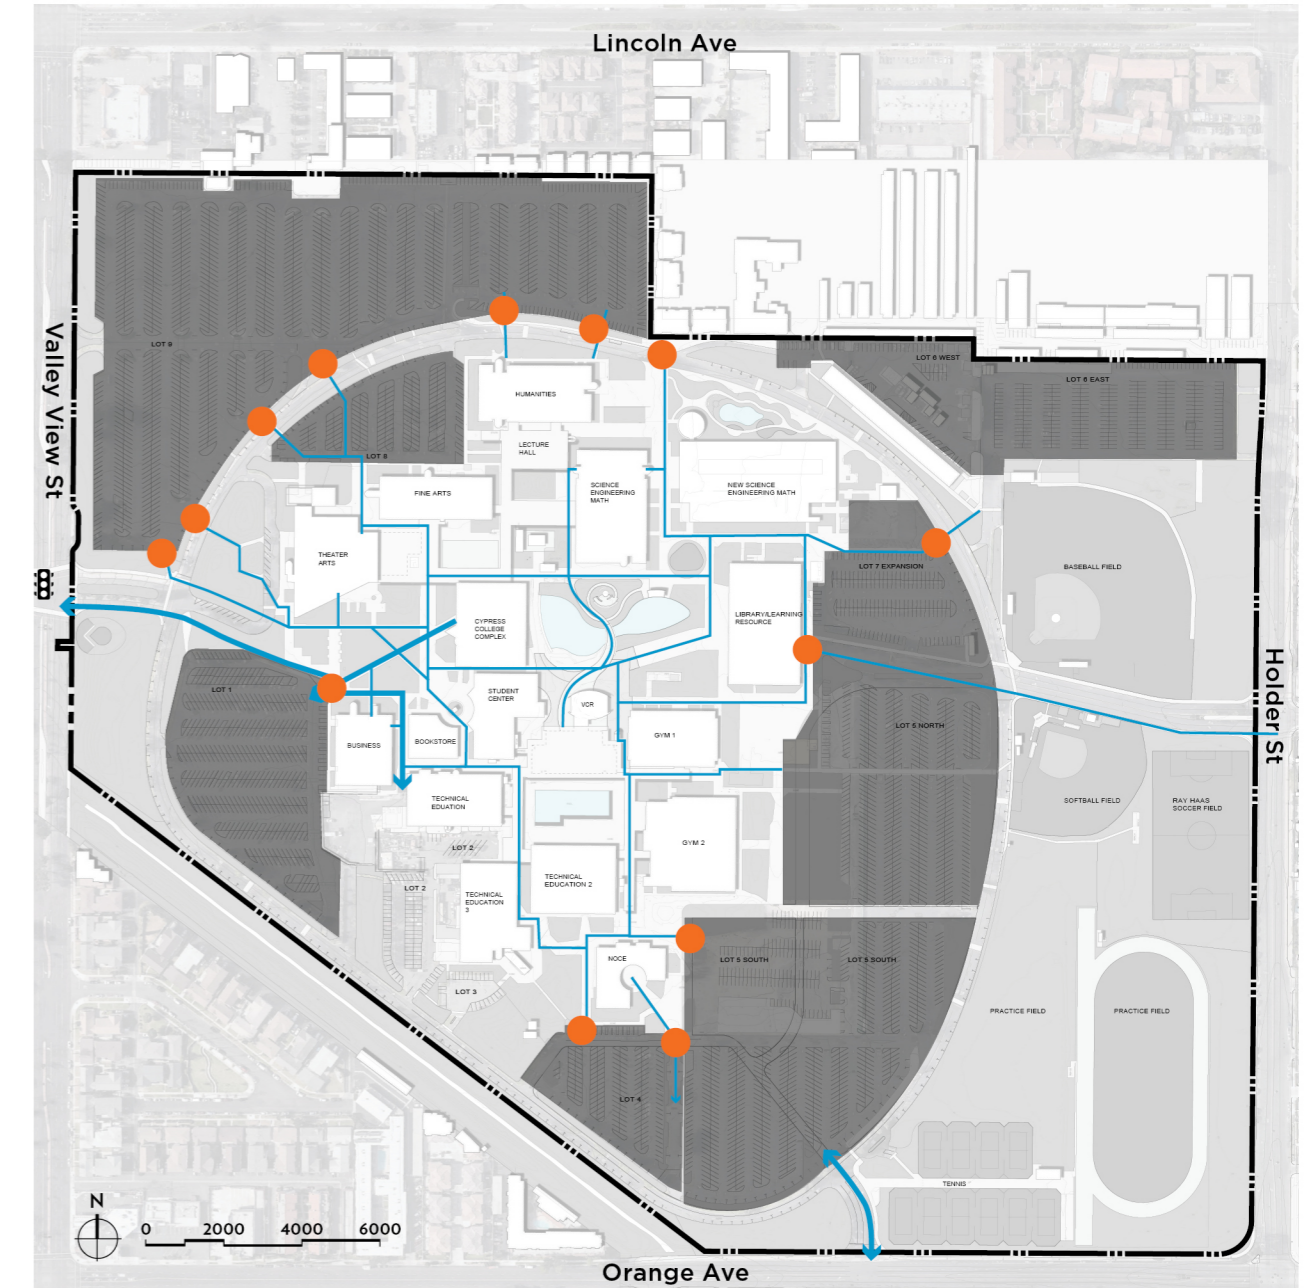 Lincoln Ave
LOT 9
LOT 6 WEST
LOT 6 EAST
HUMANITIES
LECTURE
HALL
LOT 8
FINE ARTS
SCIENCE
ENGINEERING
MATH
NEW SCIENCE
ENGINEERING MATH
Valley View St
THEATER
ARTS
LOT 7 EXPANSION
BASEBALL FIELD
CYPRESS
COLLEGE
COMPLEX
LIBRARY/LEARNING
RESOURCE
LOT 1
STUDENT
CENTER
VCR
Holder St
LOT 5 NORTH
BUSINESS
BOOKSTORE
GYM 1
TECHNICAL
EDUATION
SOFTBALL FIELD
RAY HAAS
SOCCER FIELD
LOT 2
GYM 2
LOT 2
TECHNICAL
EDUCATION 2
TECHNICAL
EDUCATION
3
NOCE
LOT 5 SOUTH
LOT 5 SOUTH
LOT 3
PRACTICE FIELD
PRACTICE FIELD
LOT 4
TENNIS
N
0 2000 4000 6000
Orange Ave